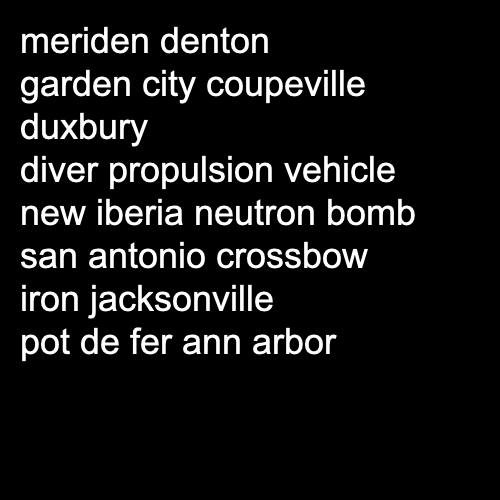 meriden denton
garden city coupeville
duxbury
diver propulsion vehicle
new iberia neutron bomb
san antonio crossbow
iron jacksonville
pot de fer ann arbor